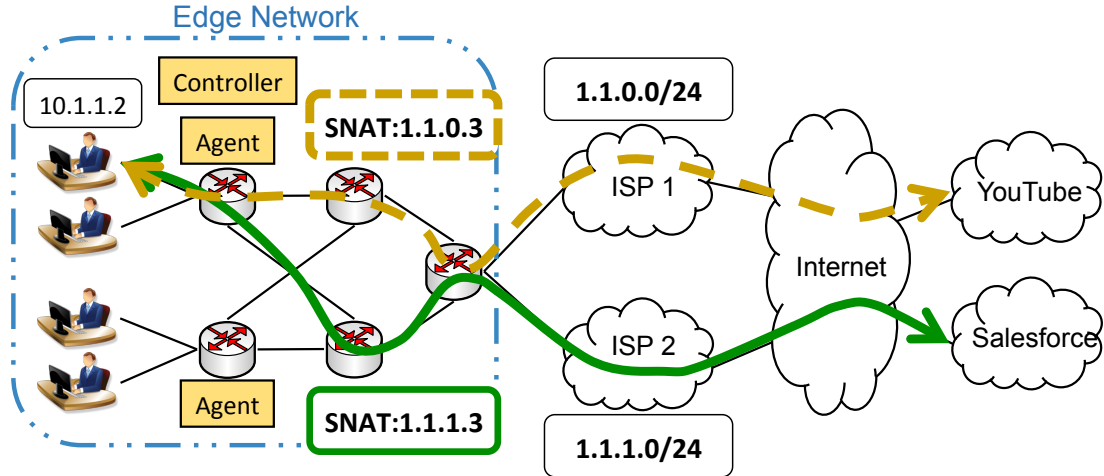 Edge Network
Controller
10.1.1.2
1.1.0.0/24
SNAT:1.1.0.3
Agent
ISP 1
YouTube
Internet
ISP 2
Salesforce
Agent
SNAT:1.1.1.3
1.1.1.0/24